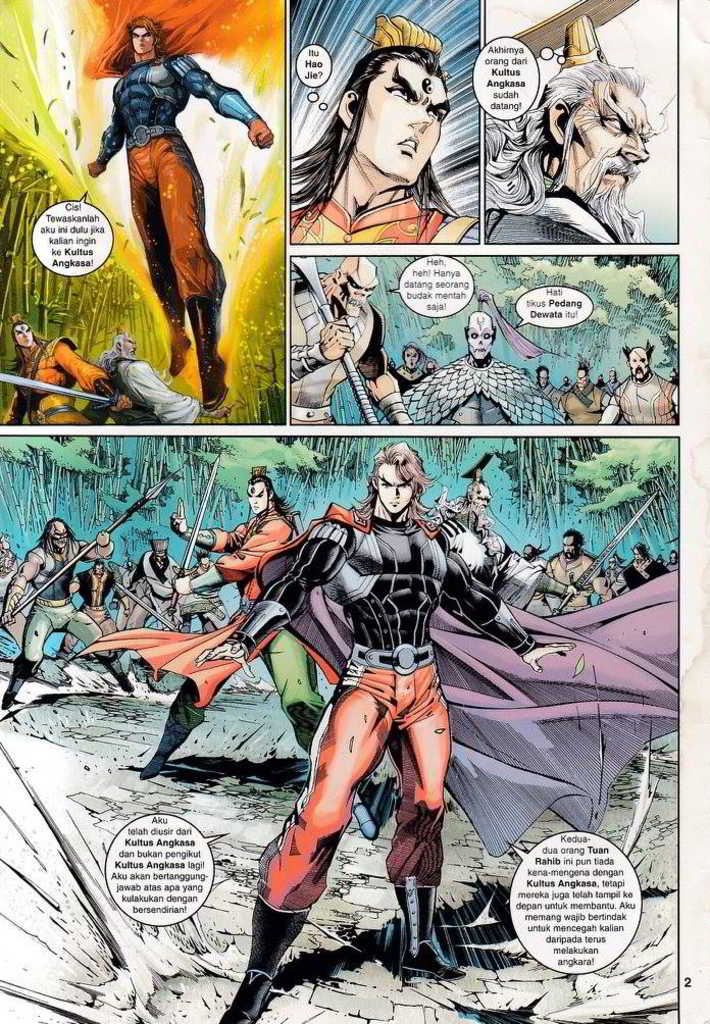 Cis!
Tewaskanlah
aku ini dulu jika
kalian ingin
ke Kultus
Angkasa!
Itu
Hao
Jie?
Akhirnya
orang dari
Kultus
Angkasa
sudah
datang!
Heh,
heh! Hanya
datang seorang
budak mentah
saja!
Hati
tikus Pedang
Dewata itu!
Aku
telah diusir dari
Kultus Angkasa
dan bukan pengikut
Kultus Angkasa lagi!
Aku akan bertanggung-
jawab atas apa yang
kulakukan dengan
bersendirian!
Kedua-
dua orang Tuan
Rahib ini pun tiada
kena-mengena dengan
Kultus Angkasa, tetapi
mereka juga telah tampil ke
depan untuk membantu. Aku
memang wajib bertindak
untuk mencegah kalian
daripada terus
melakukan
angkara!
2